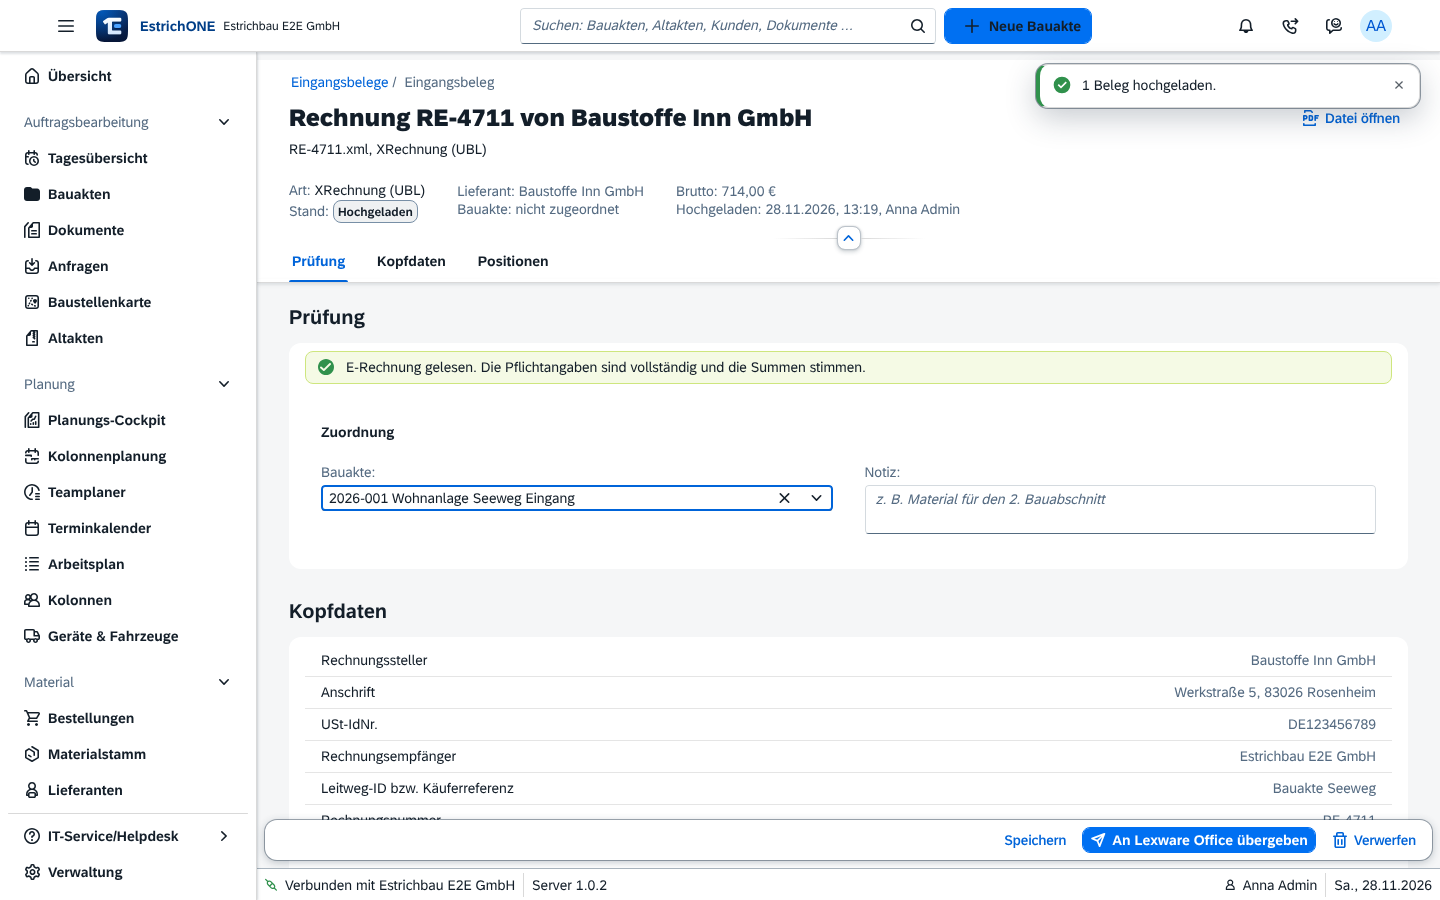 EstrichONE Estrichbau E2E GmbH
Suchen: Bauakten, Altakten, Kunden, Dokumente ...
Neue Bauakte
AA
Übersicht
Auftragsbearbeitung
Tagesübersicht
Bauakten
Dokumente
Anfragen
Baustellenkarte
Altakten
Planung
Planungs-Cockpit
Kolonnenplanung
Teamplaner
Terminkalender
Arbeitsplan
Kolonnen
Geräte & Fahrzeuge
Material
Bestellungen
Materialstamm
Lieferanten
IT-Service/Helpdesk
Verwaltung
Eingangsbelege / Eingangsbeleg
1 Beleg hochgeladen.
Rechnung RE-4711 von Baustoffe Inn GmbH
PDF Datei öffnen
RE-4711.xml, XRechnung (UBL)
Art: XRechnung (UBL)
Stand: Hochgeladen
Lieferant: Baustoffe Inn GmbH
Bauakte: nicht zugeordnet
Brutto: 714,00 €
Hochgeladen: 28.11.2026, 13:19, Anna Admin
Prüfung Kopfdaten Positionen
Prüfung
E-Rechnung gelesen. Die Pflichtangaben sind vollständig und die Summen stimmen.
Zuordnung
Bauakte:
2026-001 Wohnanlage Seeweg Eingang
Notiz:
z. B. Material für den 2. Bauabschnitt
Kopfdaten
Rechnungssteller Baustoffe Inn GmbH
Anschrift Werkstraße 5, 83026 Rosenheim
USt-IdNr. DE123456789
Rechnungsempfänger Estrichbau E2E GmbH
Leitweg-ID bzw. Käuferreferenz Bauakte Seeweg
Rechnungsnummer RE-4711
Speichern An Lexware Office übergeben Verwerfen
Verbunden mit Estrichbau E2E GmbH Server 1.0.2 Anna Admin Sa., 28.11.2026